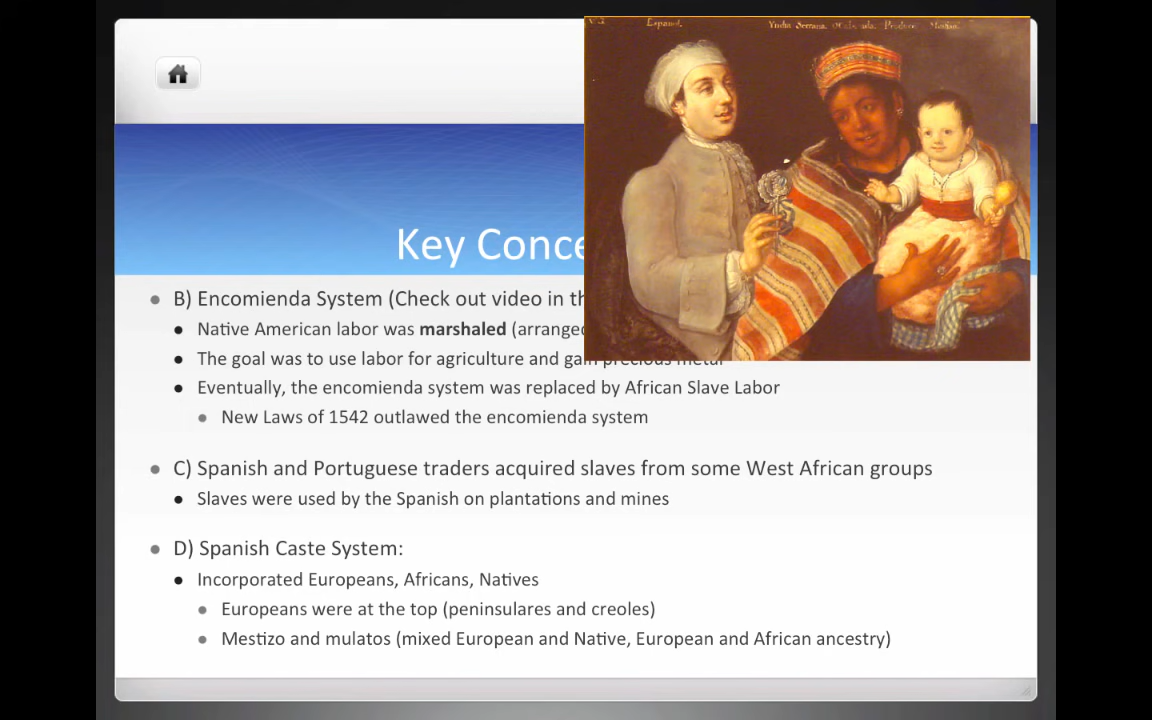 Español.
Key Conce
B) Encomienda System (Check out video in th
Native American labor was marshaled (arranged
The goal was to use labor for agriculture and gain precious metal
Eventually, the encomienda system was replaced by African Slave Labor
New Laws of 1542 outlawed the encomienda system
C) Spanish and Portuguese traders acquired slaves from some West African groups
Slaves were used by the Spanish on plantations and mines
D) Spanish Caste System:
Incorporated Europeans, Africans, Natives
Europeans were at the top (peninsulares and creoles)
Mestizo and mulatos (mixed European and Native, European and African ancestry)